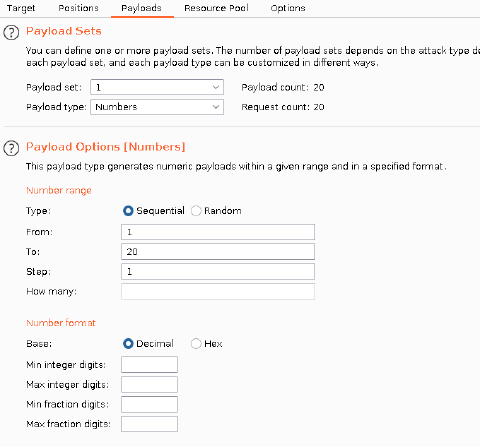 Target Positions Payloads Resource Pool Options
? Payload Sets
You can define one or more payload sets. The number of payload sets depends on the attack type de
each payload set, and each payload type can be customized in different ways.
Payload set: 1 Payload count: 20
Payload type: Numbers Request count: 20
? Payload Options [Numbers]
This payload type generates numeric payloads within a given range and in a specified format.
Number range
Type: Sequential Random
From: 1
To: 20
Step: 1
How many:
Number format
Base: Decimal Hex
Min integer digits:
Max integer digits:
Min fraction digits:
Max fraction digits: